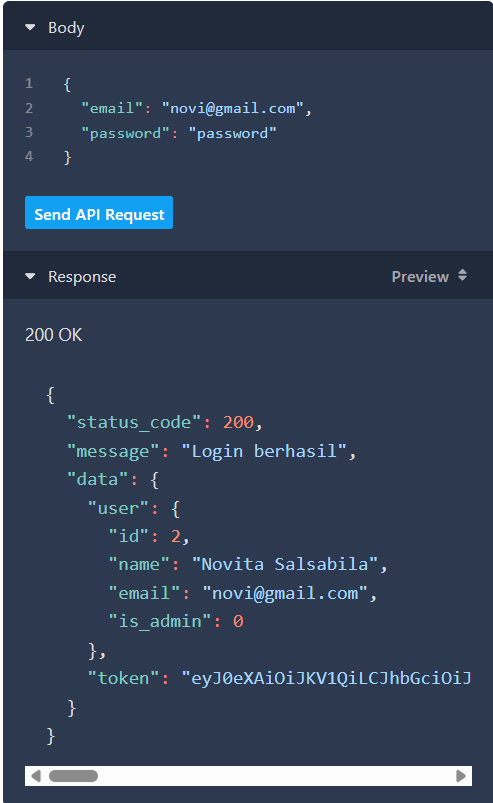 Body
1 {
2 "email": "novi@gmail.com",
3 "password": "password"
4 }
Send API Request
Response Preview
200 OK
{
"status_code": 200,
"message": "Login berhasil",
"data": {
"user": {
"id": 2,
"name": "Novita Salsabila",
"email": "novi@gmail.com",
"is_admin": 0
},
"token": "eyJ0eXAiOiJKV1QiLCJhbGciOiJ
}
}